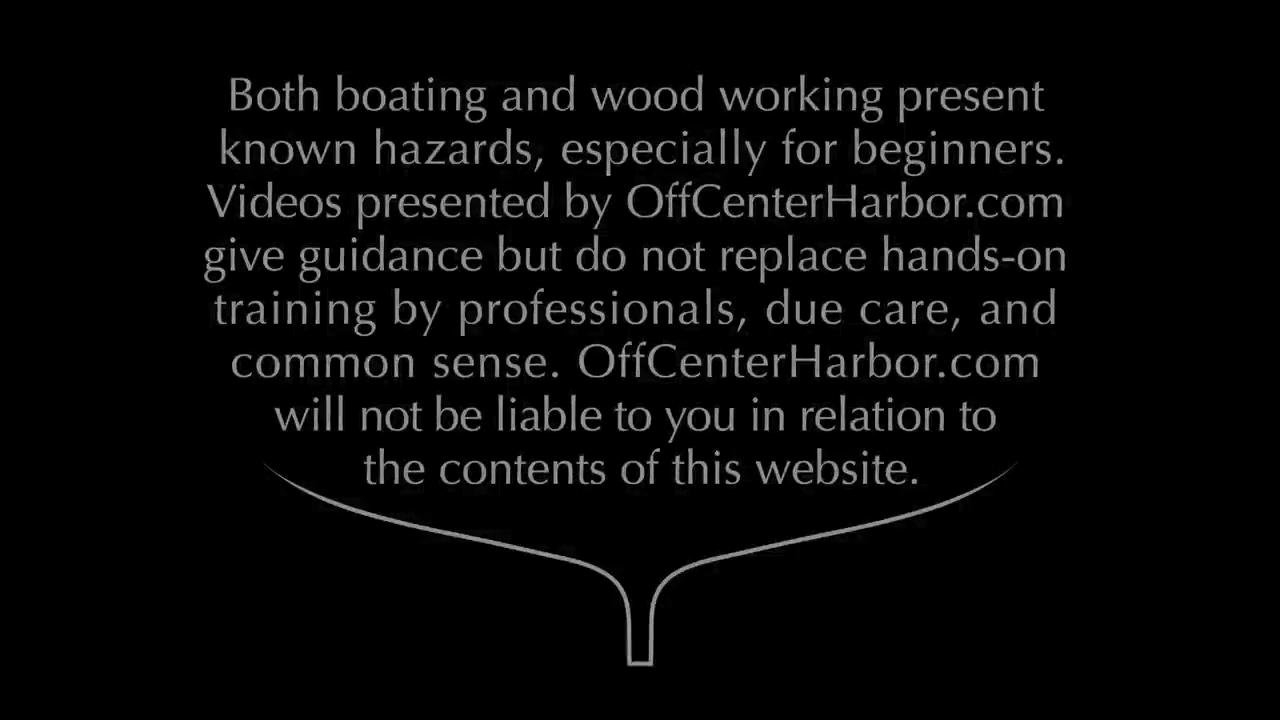 Both boating and wood working present
known hazards, especially for beginners.
Videos presented by OffCenterHarbor.com
give guidance but do not replace hands-on
training by professionals, due care, and
common sense. OffCenterHarbor.com
will not be liable to you in relation to
the contents of this website.